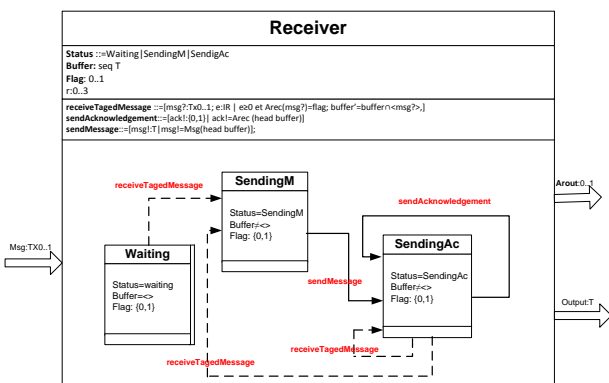 Receiver
Status ::=Waiting|SendingM|SendigAc
Buffer: seq T
Flag: 0..1
r:0..3
receiveTagedMessage ::=[msg?:Tx0..1; e:IR | e≥0 et Arec(msg?)=flag; buffer'=buffer∩<msg?>,]
sendAcknowledgement::=[ack!:{0,1}| ack!=Arec (head buffer)]
sendMessage::=[msg!:T|msg!=Msg(head buffer)];
receiveTagedMessage
SendingM
Status=SendingM
Buffer≠<>
Flag: {0,1}
sendAcknowledgement
Arout:0..1
Msg:TX0..1
Waiting
Status=waiting
Buffer=<>
Flag: {0,1}
SendingAc
Status=SendingAc
Buffer≠<>
Flag: {0,1}
sendMessage
Output:T
receiveTagedMessage
receiveTagedMessage